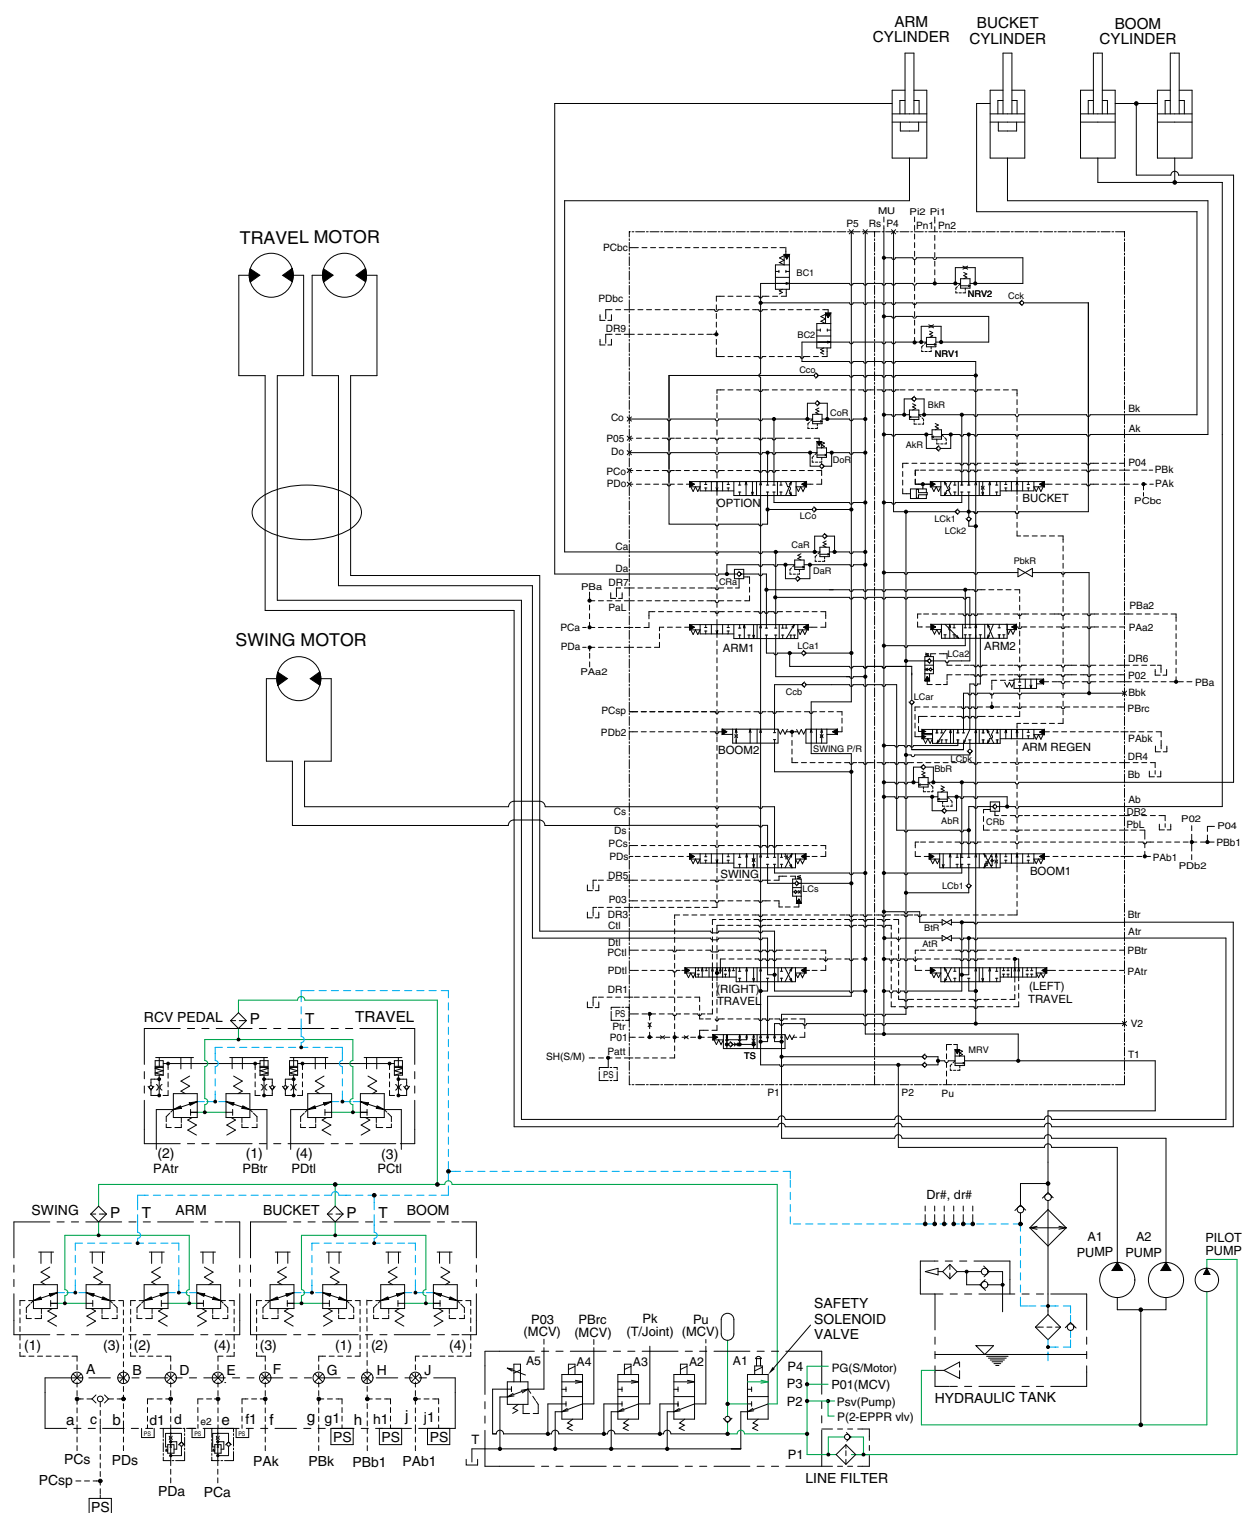 ARM
CYLINDER
BUCKET
CYLINDER
BOOM
CYLINDER
TRAVEL MOTOR
SWING MOTOR
MU Pi2 Pi1
P5 Rs P4 Pn1 Pn2
PCbc
BC1
NRV2
Cck
PDbc
DR9
BC2
NRV1
Cco
BkR
Bk
Co
CoR
AkR
Ak
P05
Do
DoR
P04
PCo
PBk
PDo
PAk
OPTION
BUCKET
PCbc
LCo
LCk1
LCk2
Ca
CaR
Da
DaR
PbkR
DR7
CRa
PBa
PaL
PBa2
PCa
PAa2
ARM1
ARM2
PDa
LCa1
LCa2
DR6
PAa2
P02
Ccb
PBa
LCar
Bbk
PCsp
PBrc
PDb2
PAbk
BOOM2
SWING P/R
ARM REGEN
LCbk
DR4
BbR
Bb
Cs
AbR
CRb
Ab
DR2
Ds
PbL
P02
P04
PCs
PBb1
PDs
PAb1
PDb2
SWING
BOOM1
DR5
LCs
LCb1
P03
DR3
Btr
Ctl
BtR
Atr
Dtl
AtR
PCtl
PBtr
PDtl
PAtr
(RIGHT)
TRAVEL
(LEFT)
TRAVEL
DR1
PS
Ptr
V2
P01
Patt
TS
MRV
SH(S/M)
T1
PS
P1
P2
Pu
RCV PEDAL
P
T
TRAVEL
(2)
(1)
(4)
(3)
PAtr
PBtr
PDtl
PCtl
SWING
P
T
ARM
BUCKET
P
T
BOOM
(1)
(3)
(2)
(4)
(3)
(1)
(2)
(4)
A
B
D
E
F
G
H
J
a
c
b
d1
d
e2
e
f1
f
g
g1
h
h1
j
j1
PS
PS
PS
PS
PS
PS
PCs
PDs
PAk
PBk
PBb1
PAb1
PCsp
PDa
PCa
PS
Dr#, dr#
A1
PUMP
A2
PUMP
PILOT
PUMP
HYDRAULIC TANK
SAFETY
SOLENOID
VALVE
P03
(MCV)
PBrc
(MCV)
Pk
(T/Joint)
Pu
(MCV)
A5
A4
A3
A2
A1
P4
PG(S/Motor)
P3
P01(MCV)
P2
Psv(Pump)
P(2-EPPR vlv)
T
P1
LINE FILTER